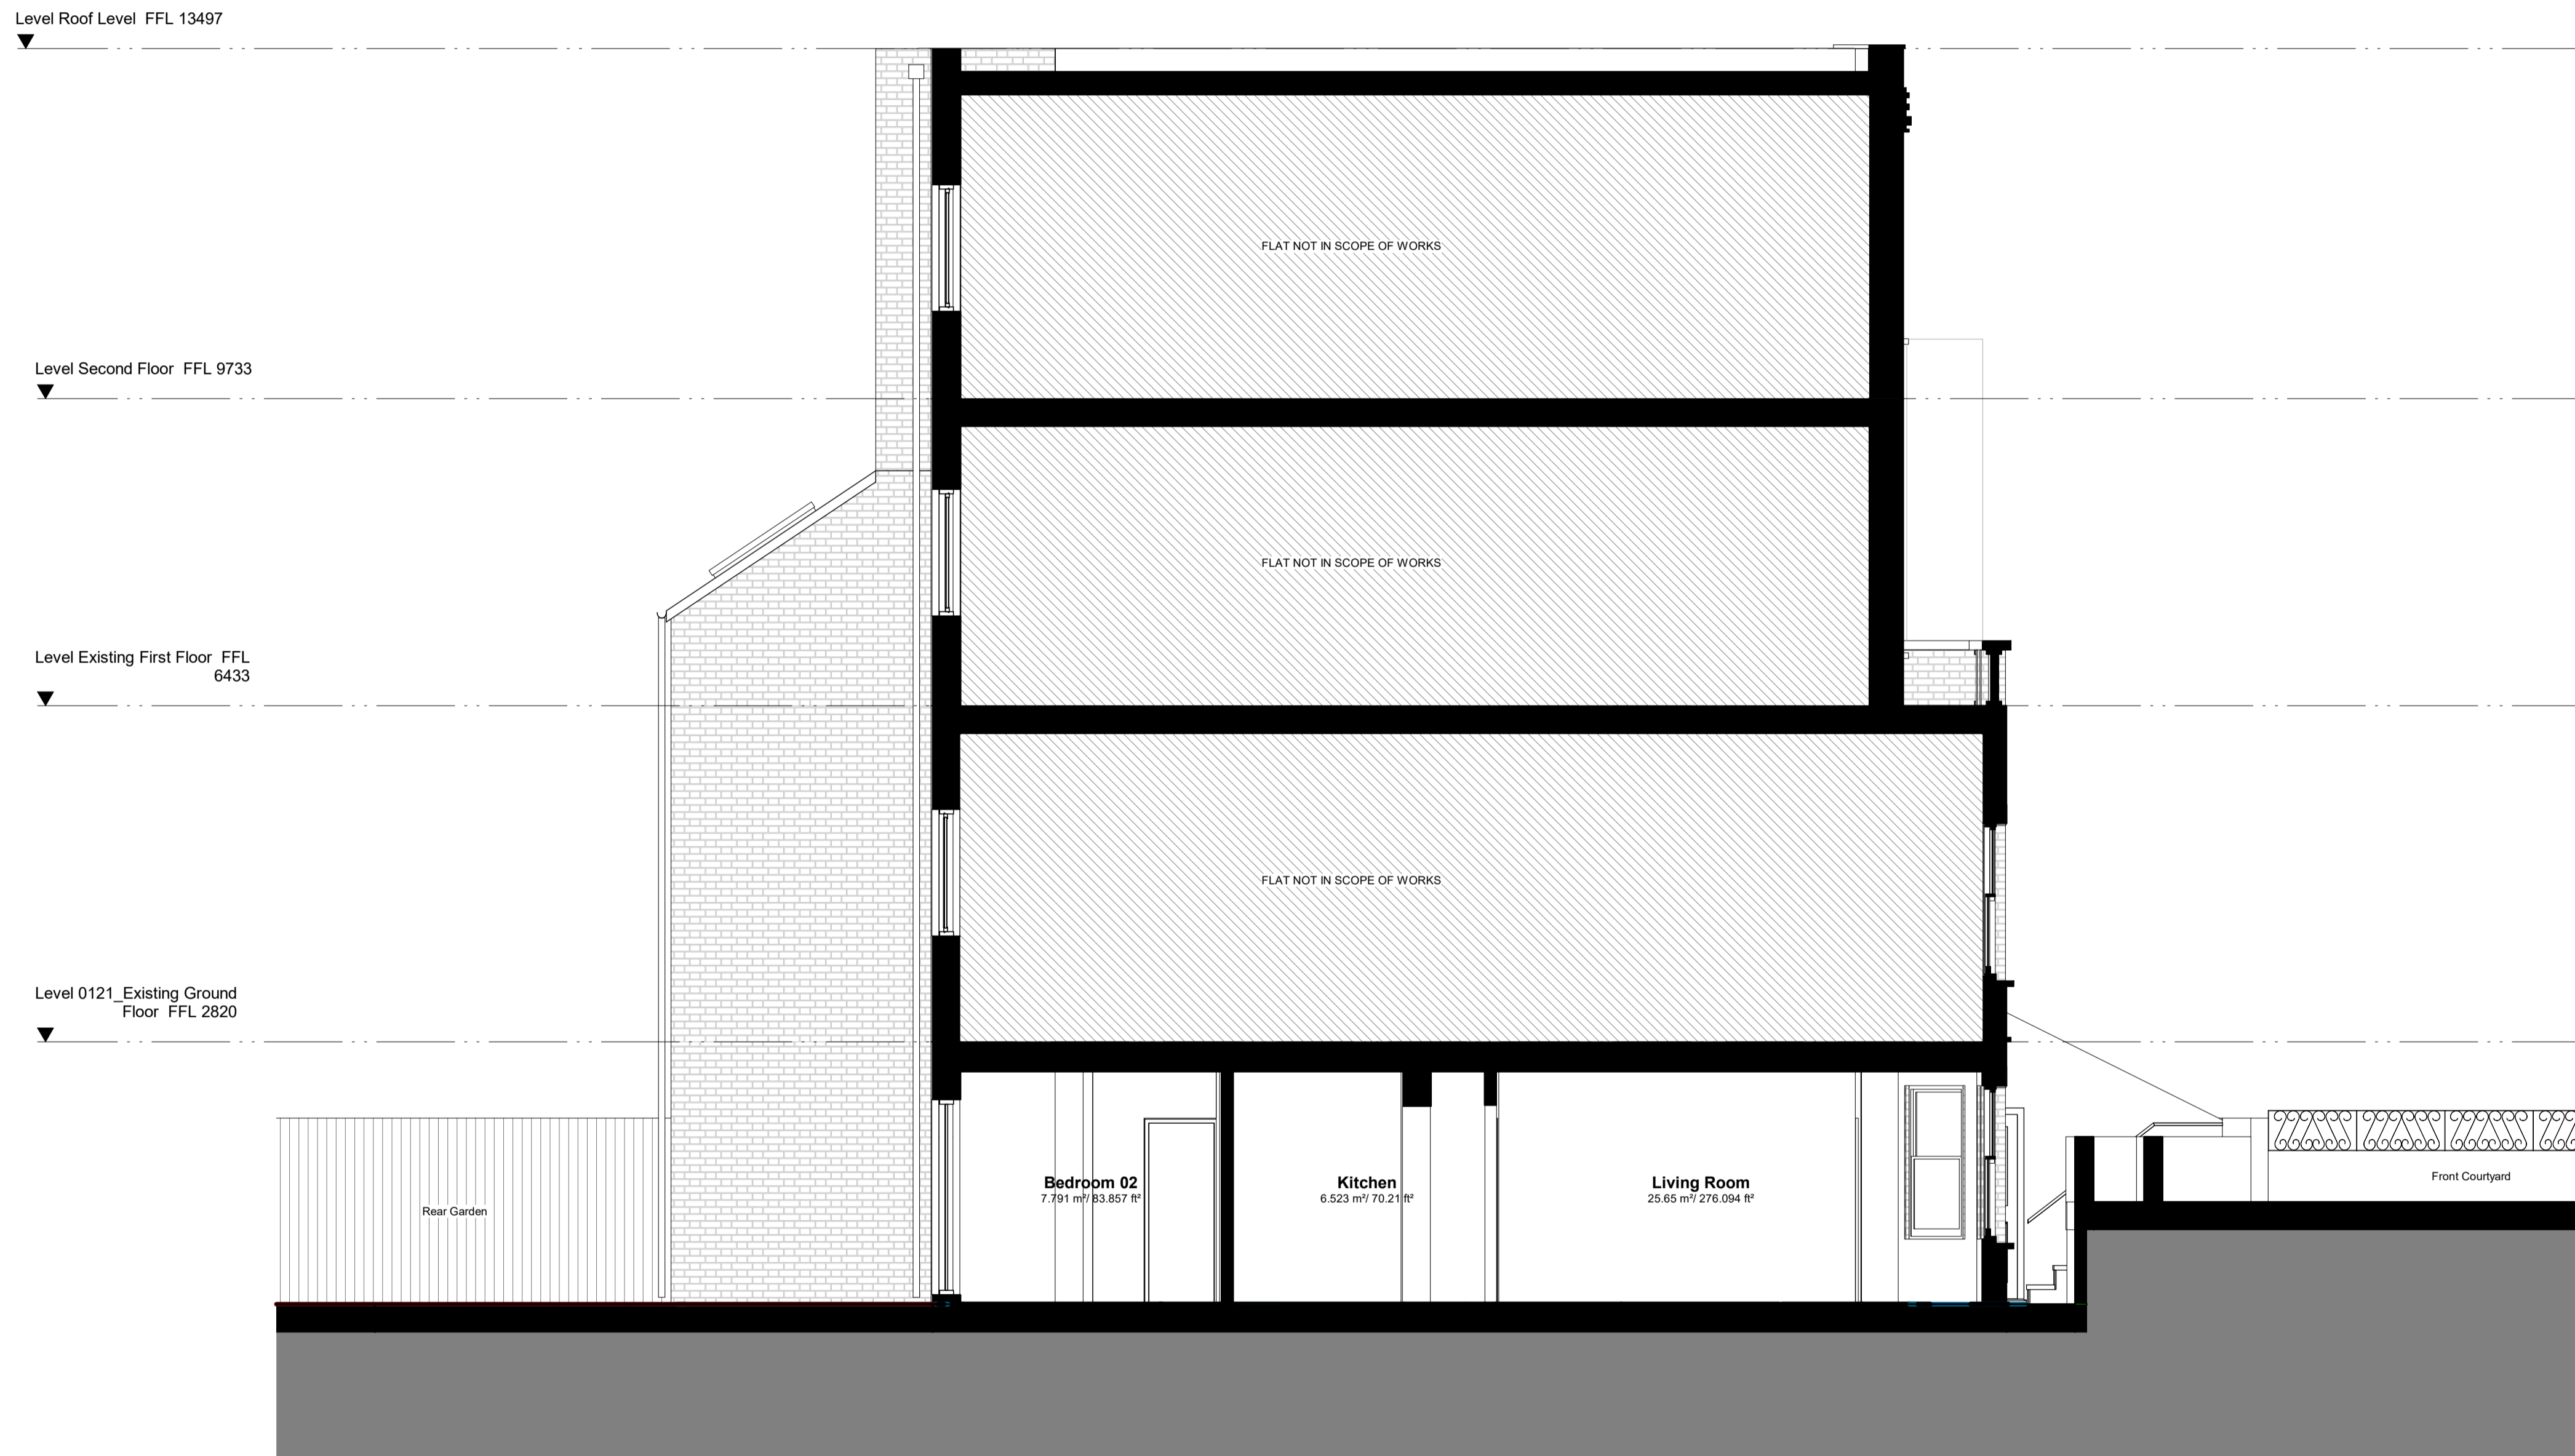 Level Roof Level FFL 13497
FLAT NOT IN SCOPE OF WORKS
Level Second Floor FFL 9733
FLAT NOT IN SCOPE OF WORKS
Level Existing First Floor FFL
6433
FLAT NOT IN SCOPE OF WORKS
Level 0121_Existing Ground
Floor FFL 2820
Rear Garden
Bedroom 02
7.791 m²/ 83.857 ft²
Kitchen
6.523 m²/ 70.21 ft²
Living Room
25.65 m²/ 276.094 ft²
Front Courtyard